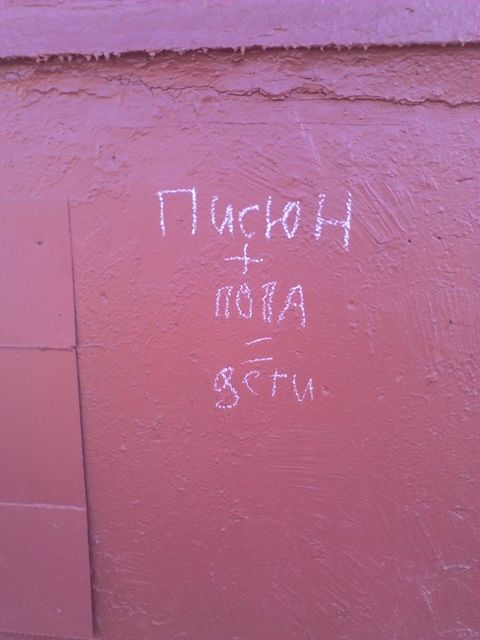 Писюн
+
попА
=
дети